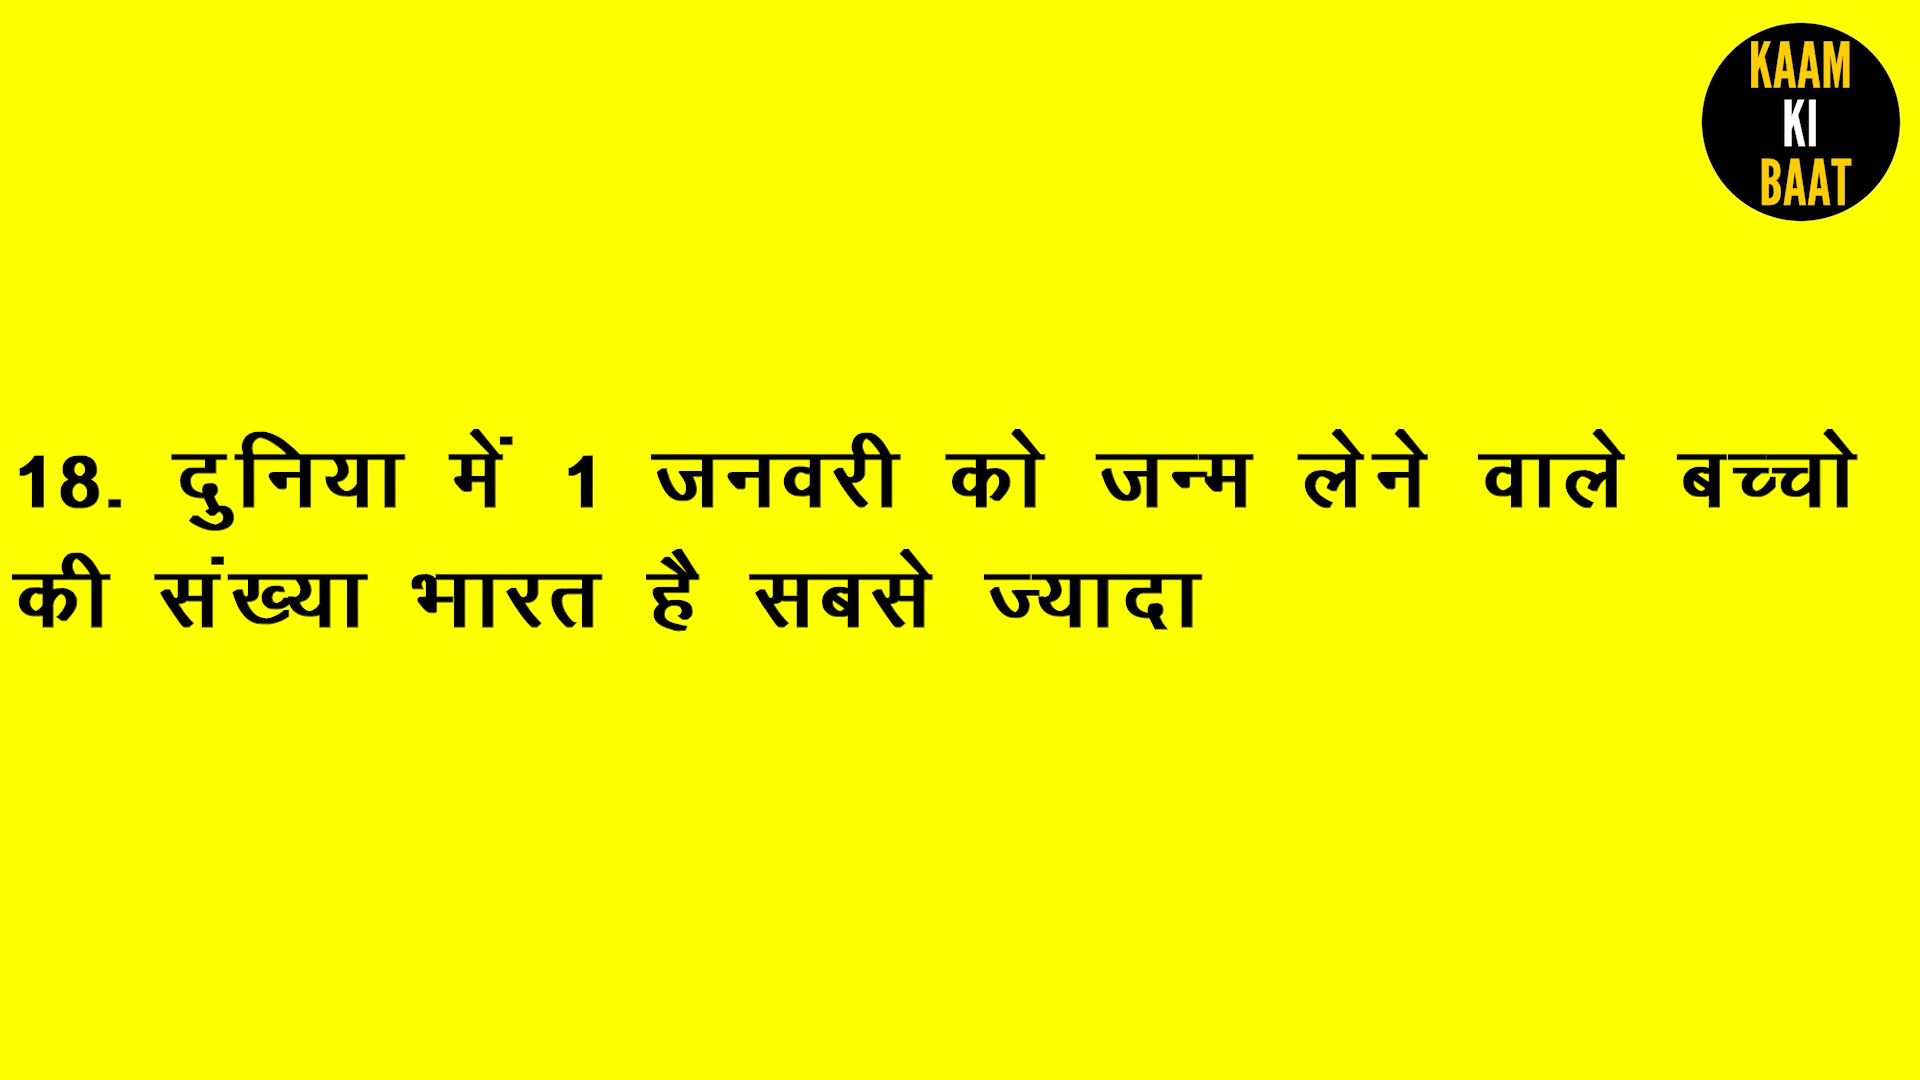 KAAM
KI
BAAT
18. दुनिया में 1 जनवरी को जन्म लेने वाले बच्चो
की संख्या भारत है सबसे ज्यादा